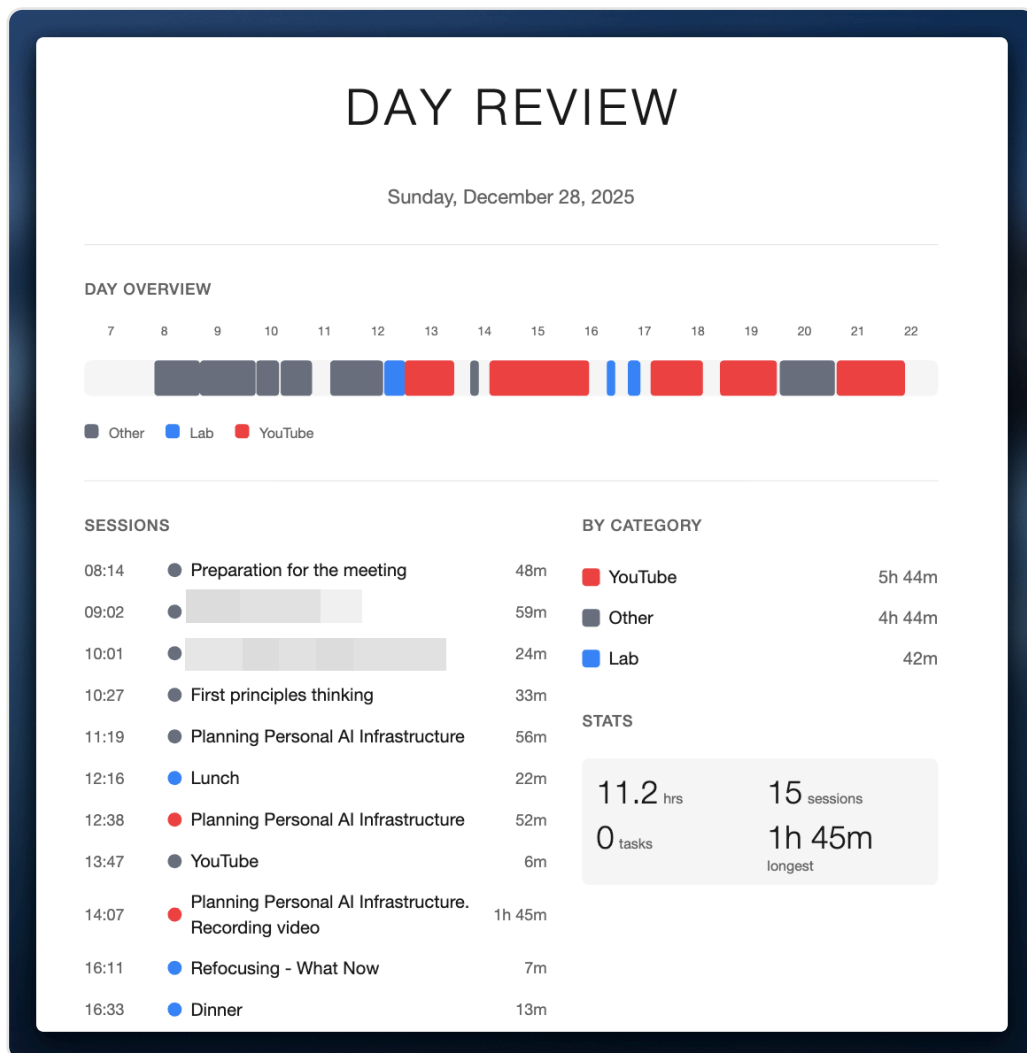 DAY REVIEW
Sunday, December 28, 2025
DAY OVERVIEW
7 8 9 10 11 12 13 14 15 16 17 18 19 20 21 22
Other Lab YouTube
SESSIONS
08:14 Preparation for the meeting 48m
09:02 59m
10:01 24m
10:27 First principles thinking 33m
11:19 Planning Personal AI Infrastructure 56m
12:16 Lunch 22m
12:38 Planning Personal AI Infrastructure 52m
13:47 YouTube 6m
14:07 Planning Personal AI Infrastructure. 1h 45m
Recording video
16:11 Refocusing - What Now 7m
16:33 Dinner 13m
BY CATEGORY
YouTube 5h 44m
Other 4h 44m
Lab 42m
STATS
11.2 hrs 15 sessions
0 tasks 1h 45m
longest